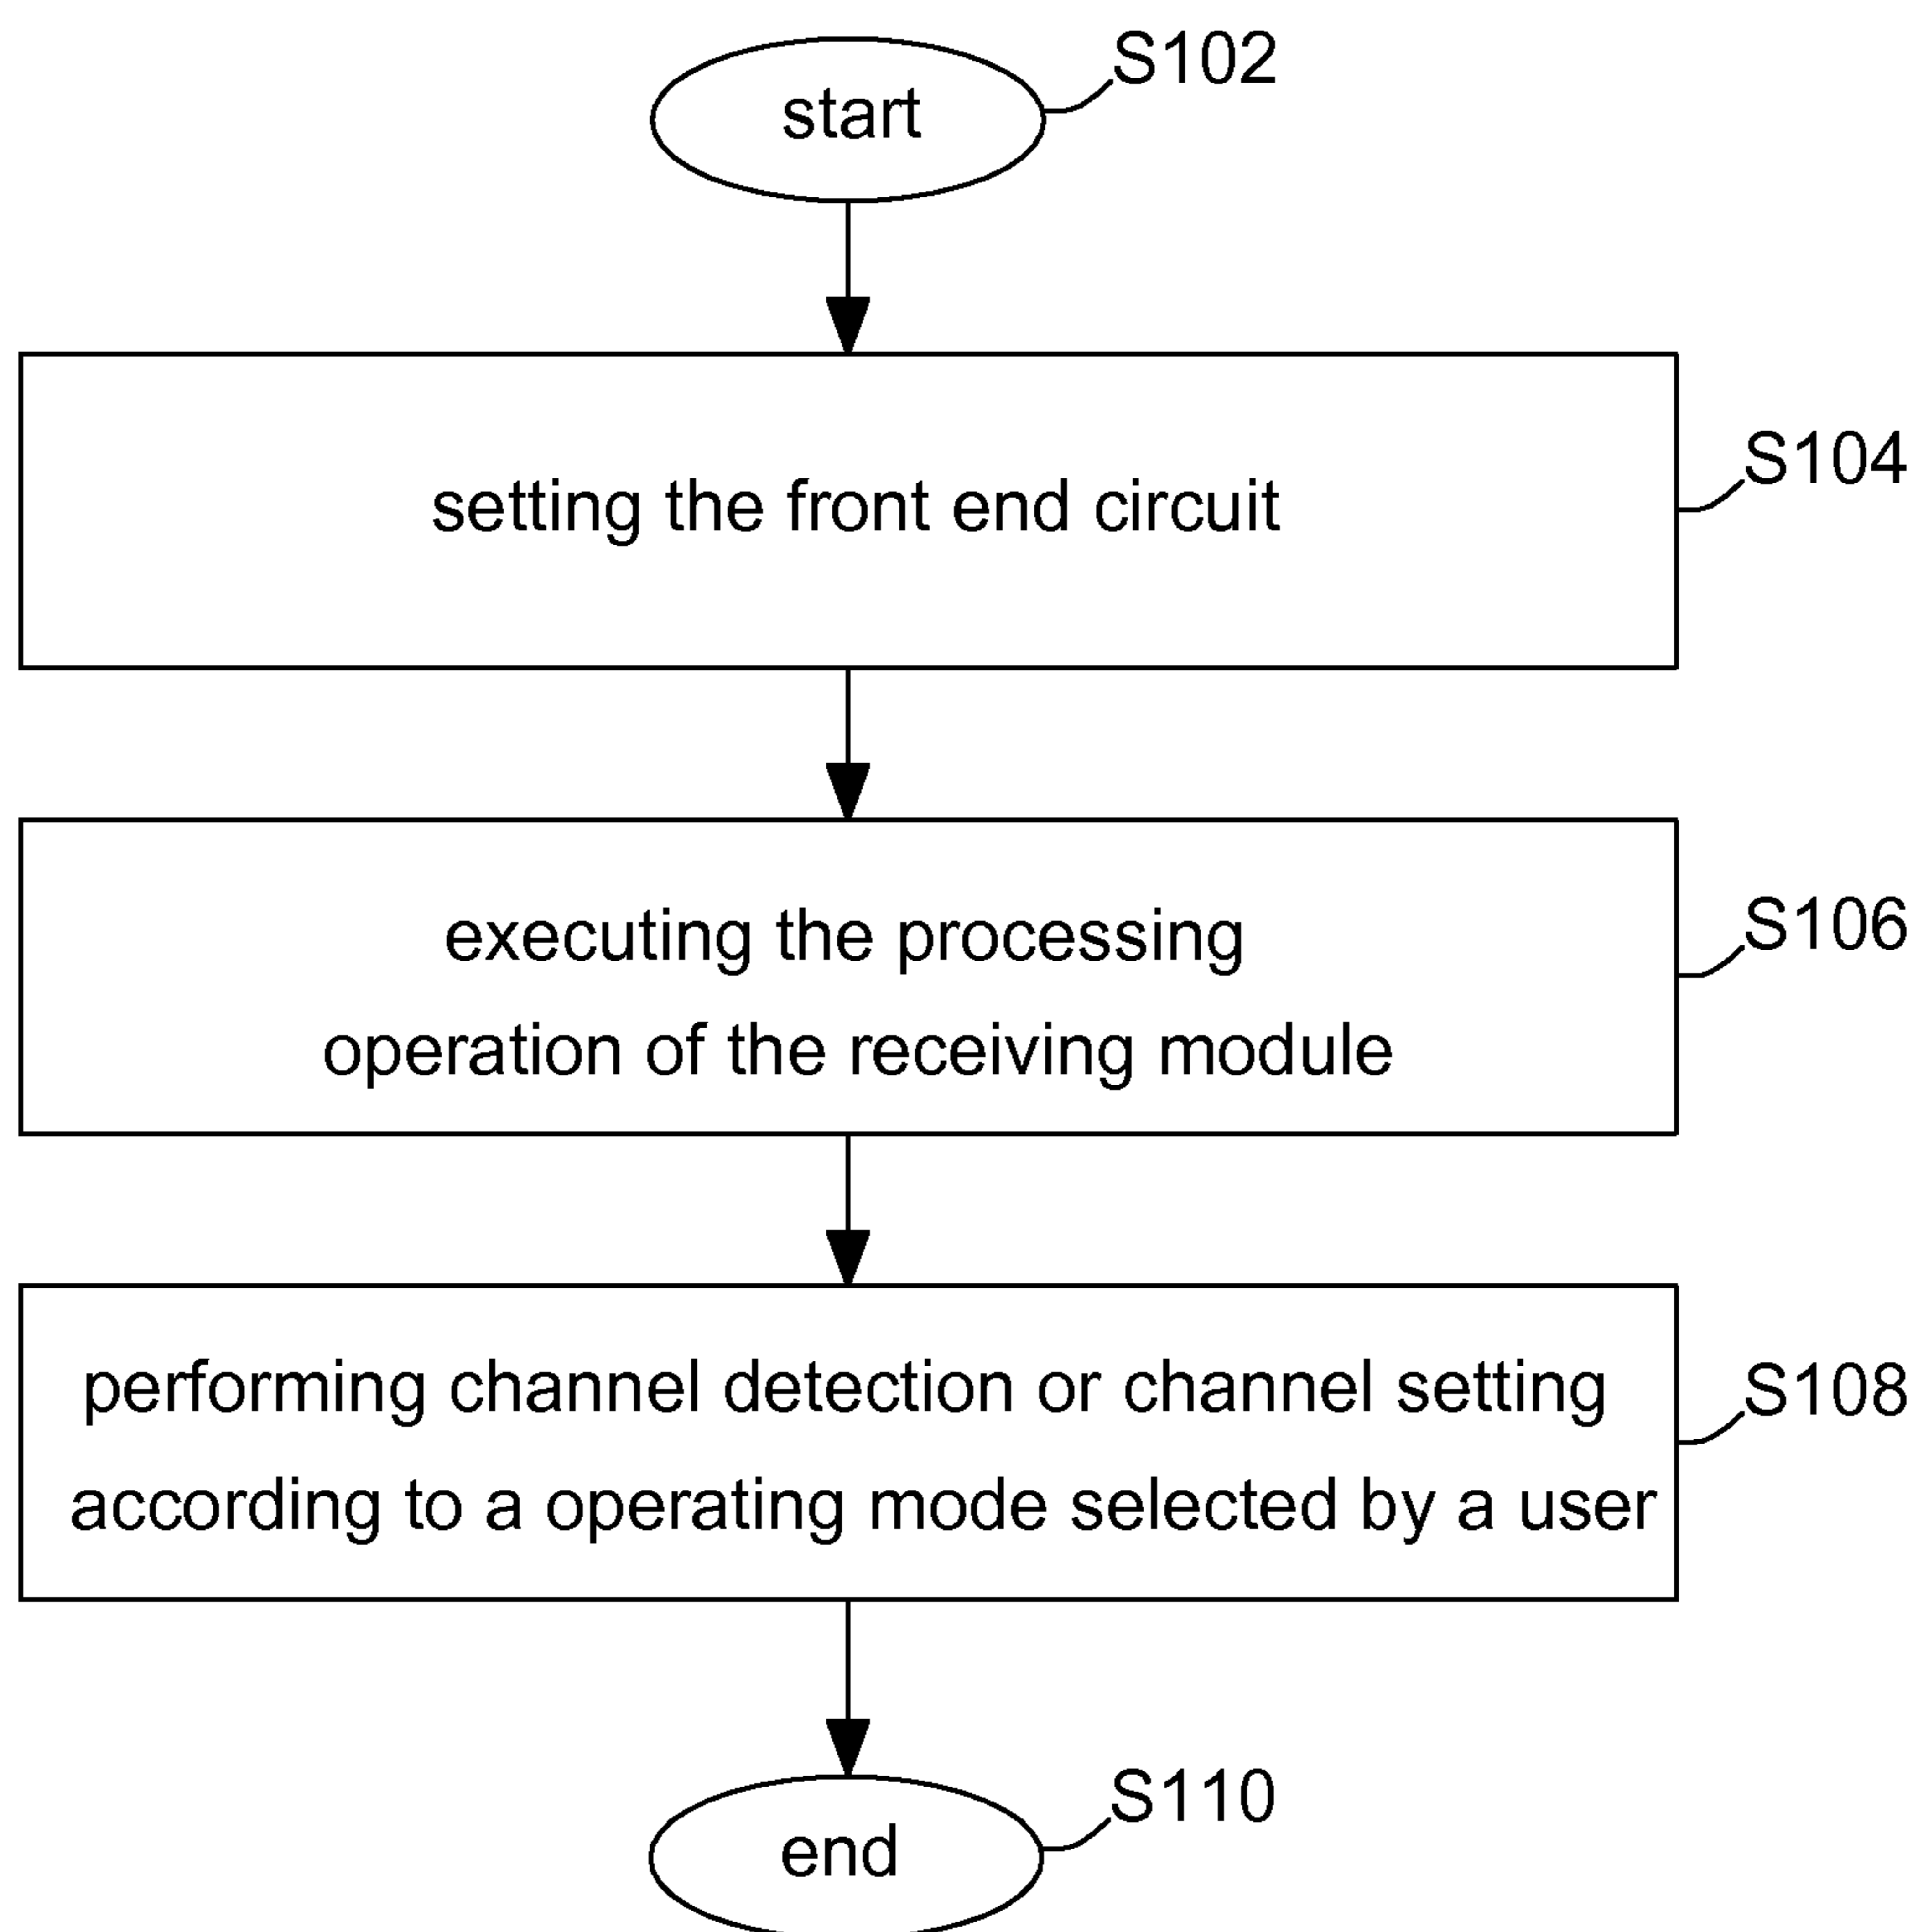 start
S102
setting the front end circuit
S104
executing the processing
operation of the receiving module
S106
performing channel detection or channel setting
according to a operating mode selected by a user
S108
end
S110